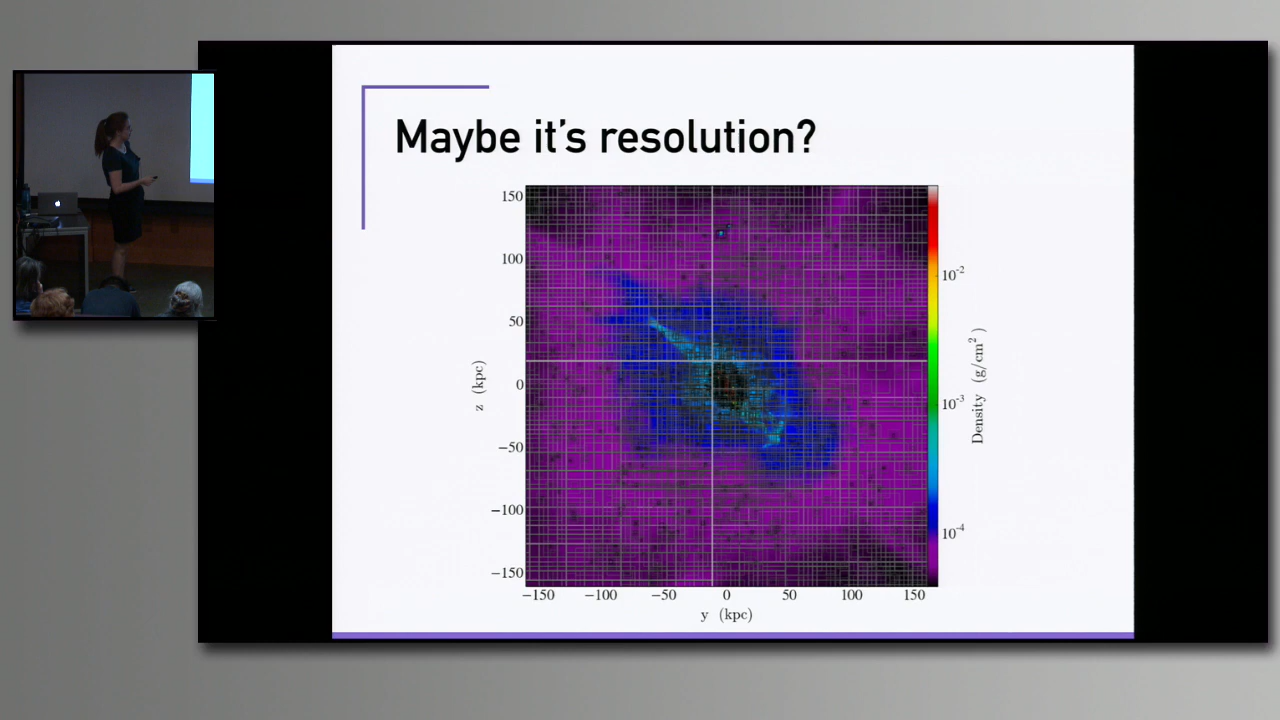 Maybe it's resolution?
150
100
50
0
−50
−100
−150
z (kpc)
−150 −100 −50 0 50 100 150
y (kpc)
10-2
10-3
10-4
Density (g/cm2)